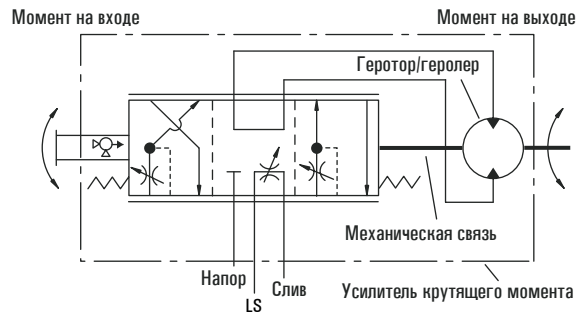 Момент на входе
Момент на выходе
Геротор/геролер
Механическая связь
Напор
Слив
LS
Усилитель крутящего момента